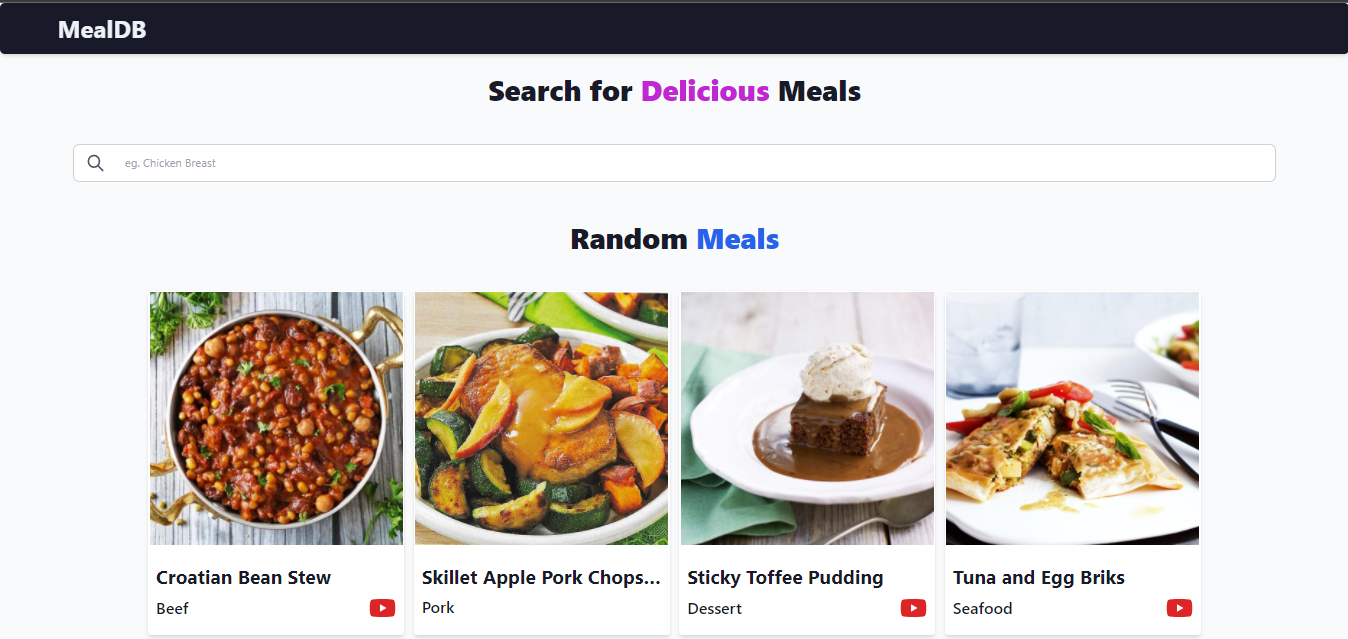 MealDB
Search for Delicious Meals
eg. Chicken Breast
Random Meals
Croatian Bean Stew
Beef
Skillet Apple Pork Chops...
Pork
Sticky Toffee Pudding
Dessert
Tuna and Egg Briks
Seafood